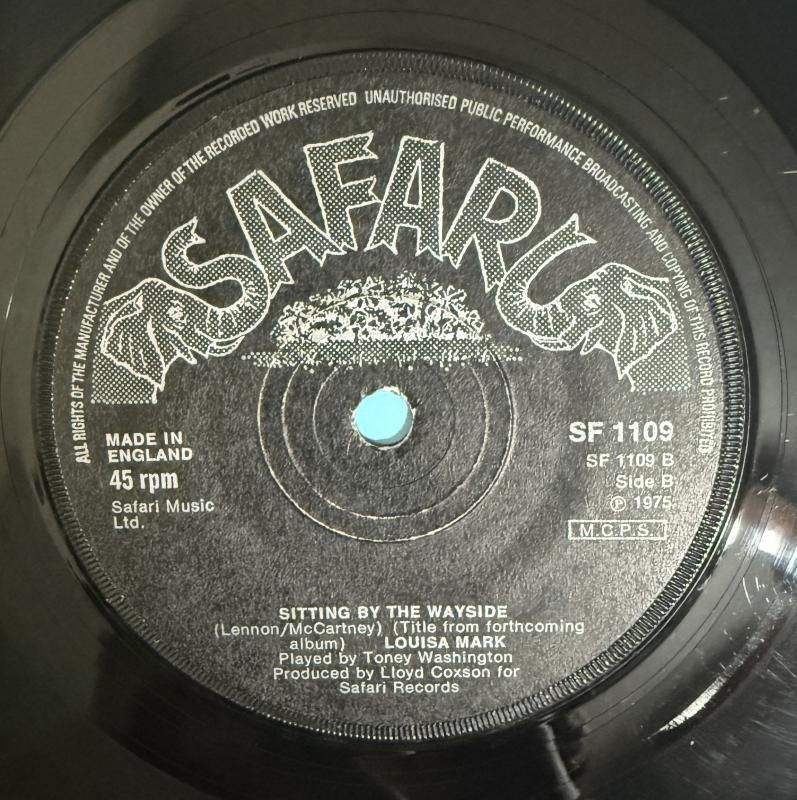 ALL RIGHTS OF THE MANUFACTURER AND OF THE OWNER OF THE RECORDED WORK RESERVED UNAUTHORISED PUBLIC PERFORMANCE BROADCASTING AND COPYING OF THIS RECORD PROHIBITED
SAFARI
MADE IN
ENGLAND
45 rpm
Safari Music
Ltd.
SF 1109
SF 1109 B
Side B
℗ 1975
M.C.P.S.
SITTING BY THE WAYSIDE
(Lennon/McCartney) (Title from forthcoming
album) LOUISA MARK
Played by Toney Washington
Produced by Lloyd Coxson for
Safari Records